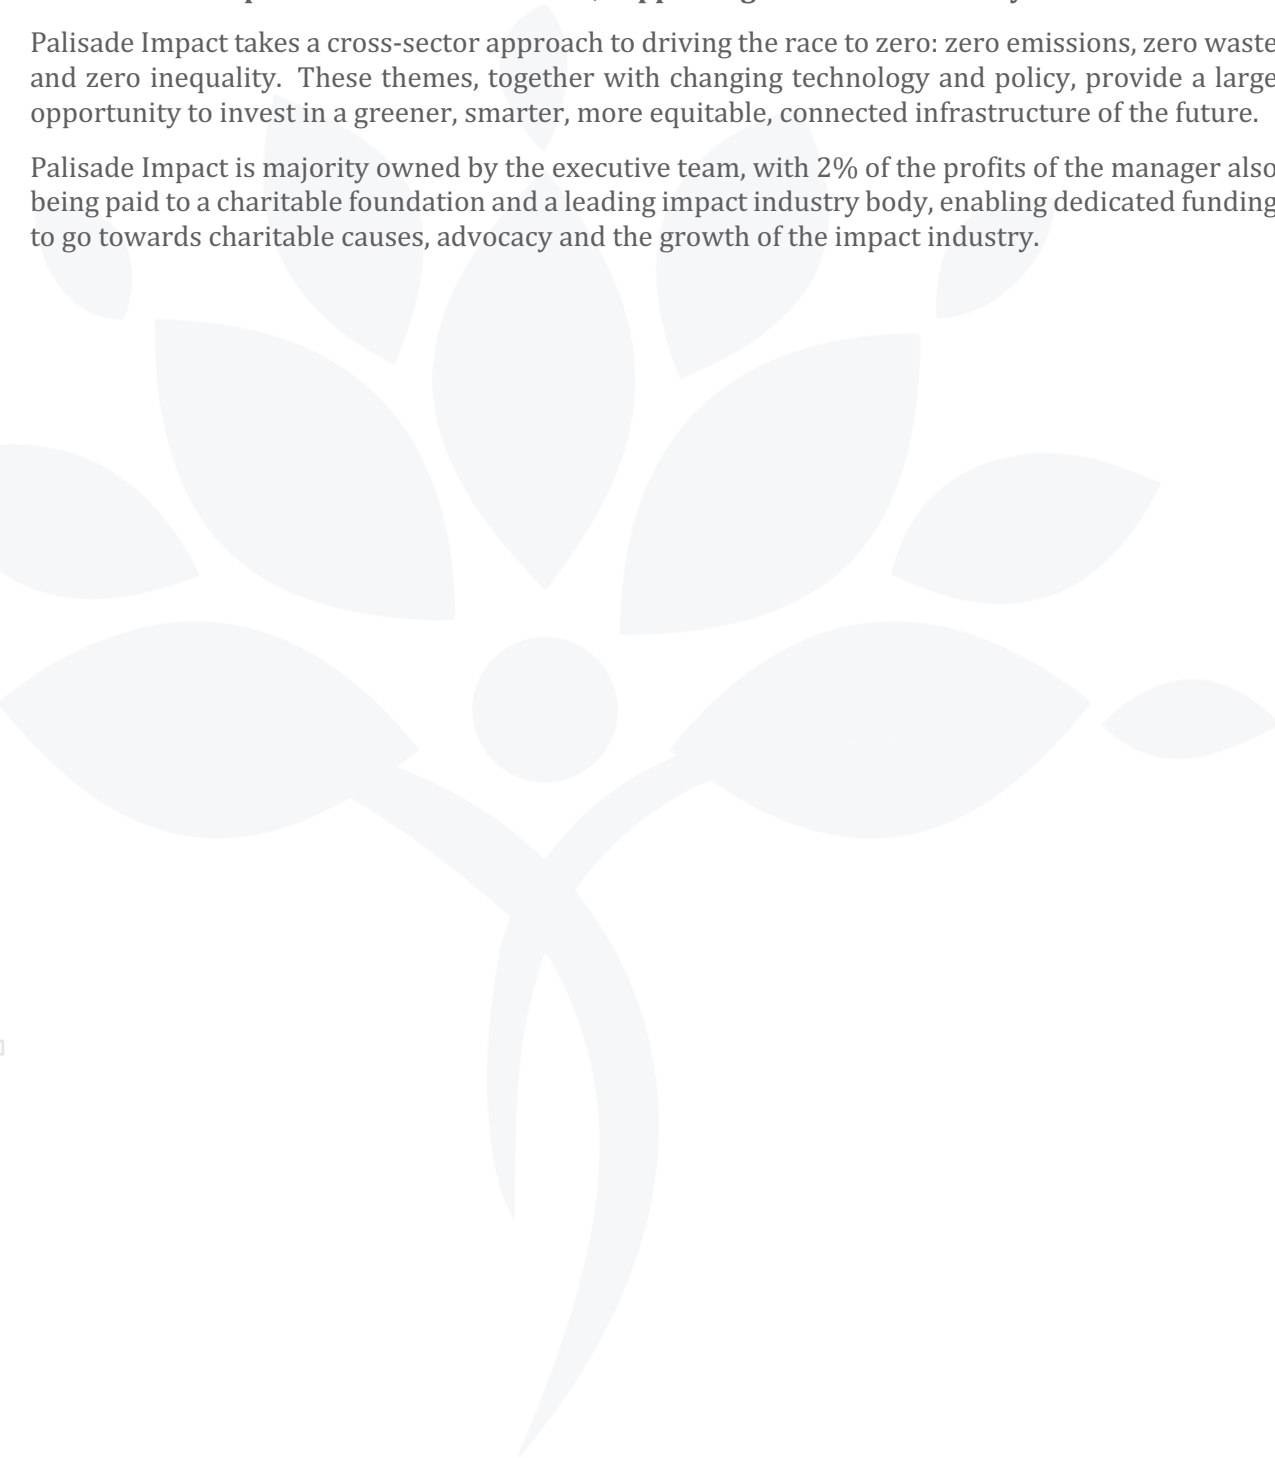 Palisade Impact takes a cross-sector approach to driving the race to zero: zero emissions, zero waste
and zero inequality. These themes, together with changing technology and policy, provide a large
opportunity to invest in a greener, smarter, more equitable, connected infrastructure of the future.
Palisade Impact is majority owned by the executive team, with 2% of the profits of the manager also
being paid to a charitable foundation and a leading impact industry body, enabling dedicated funding
to go towards charitable causes, advocacy and the growth of the impact industry.